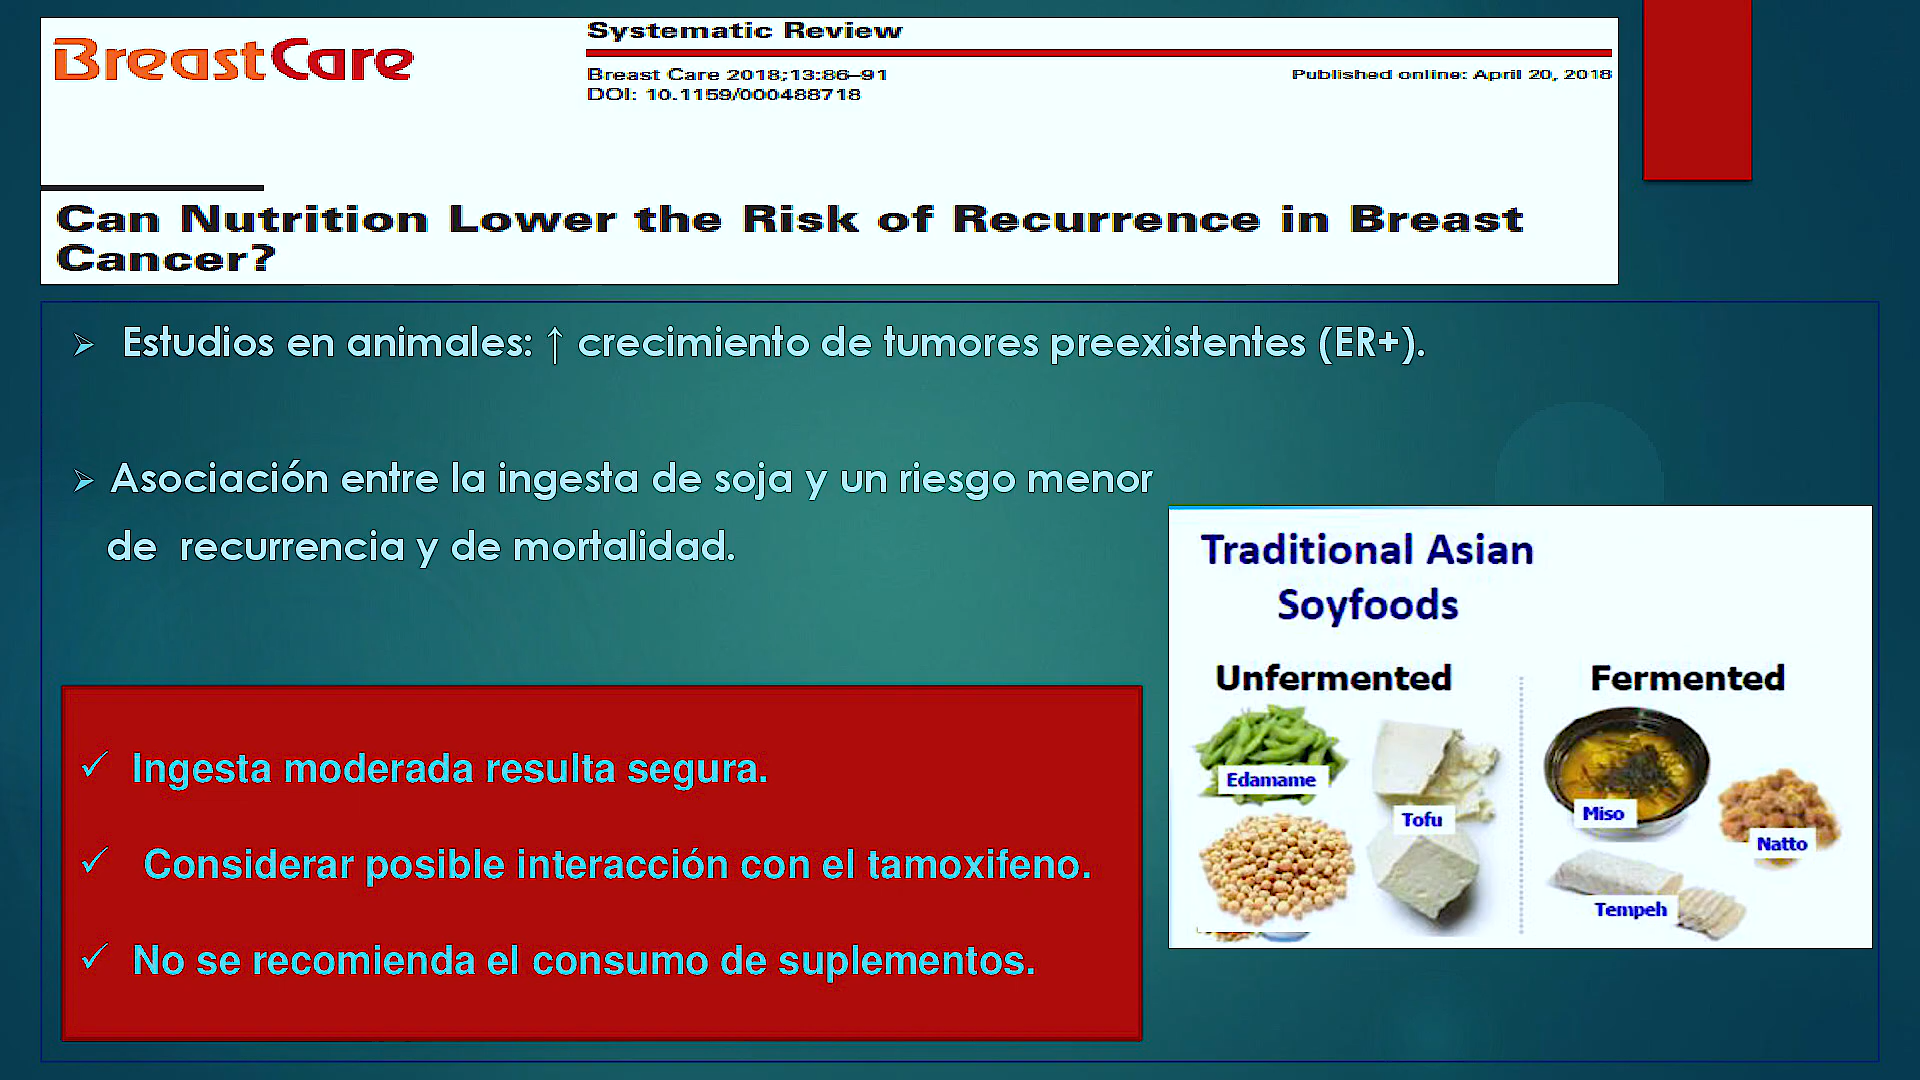 BreastCare
Systematic Review
Breast Care 2018;13:86–91
Published online: April 20, 2018
DOI: 10.1159/000488718
Can Nutrition Lower the Risk of Recurrence in Breast
Cancer?
➢ Estudios en animales: ↑ crecimiento de tumores preexistentes (ER+).
➢ Asociación entre la ingesta de soja y un riesgo menor
de recurrencia y de mortalidad.
✓ Ingesta moderada resulta segura.
✓ Considerar posible interacción con el tamoxifeno.
✓ No se recomienda el consumo de suplementos.
Traditional Asian
Soyfoods
Unfermented
Fermented
Edamame
Tofu
Miso
Natto
Tempeh